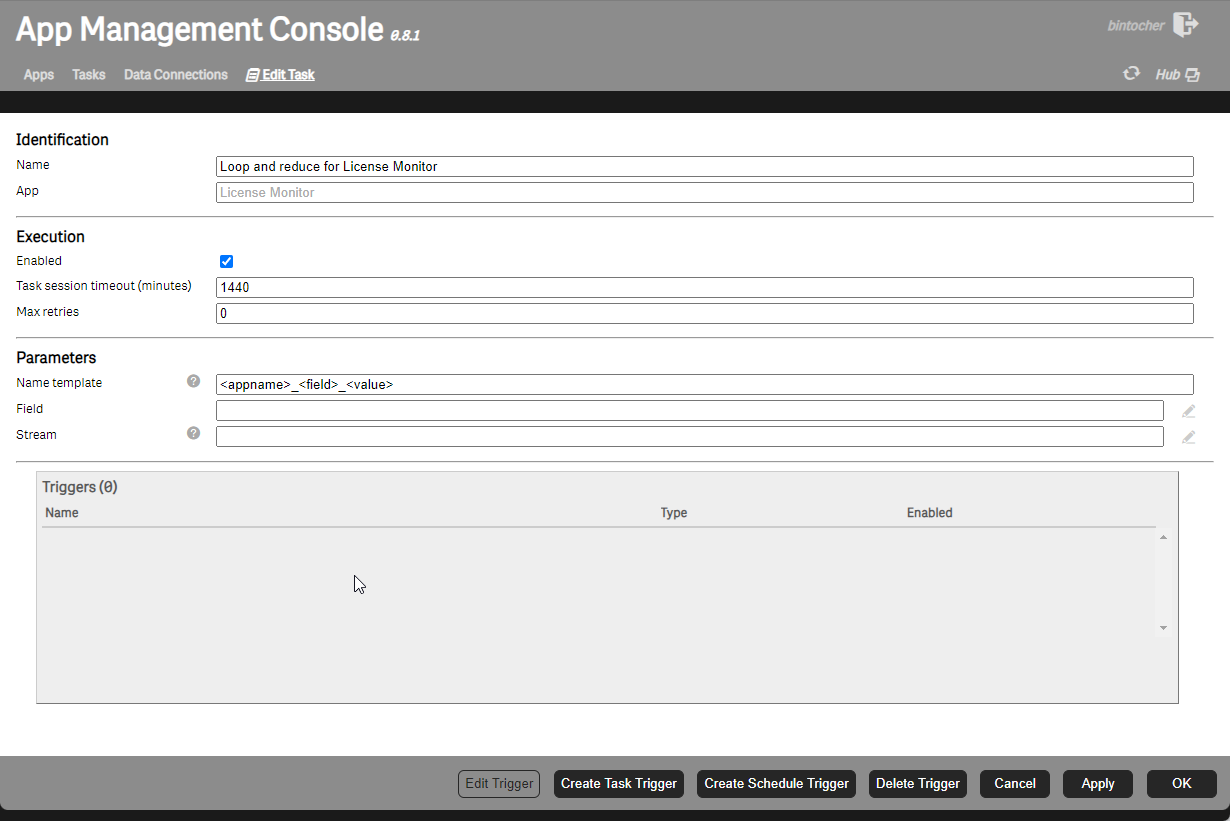 App Management Console 0.8.1
bintocher
Apps Tasks Data Connections Edit Task
Hub
Identification
Name
Loop and reduce for License Monitor
App
License Monitor
Execution
Enabled
Task session timeout (minutes)
1440
Max retries
0
Parameters
Name template
?
<appname>_<field>_<value>
Field
Stream
?
Triggers (0)
Name Type Enabled
Edit Trigger Create Task Trigger Create Schedule Trigger Delete Trigger Cancel Apply OK